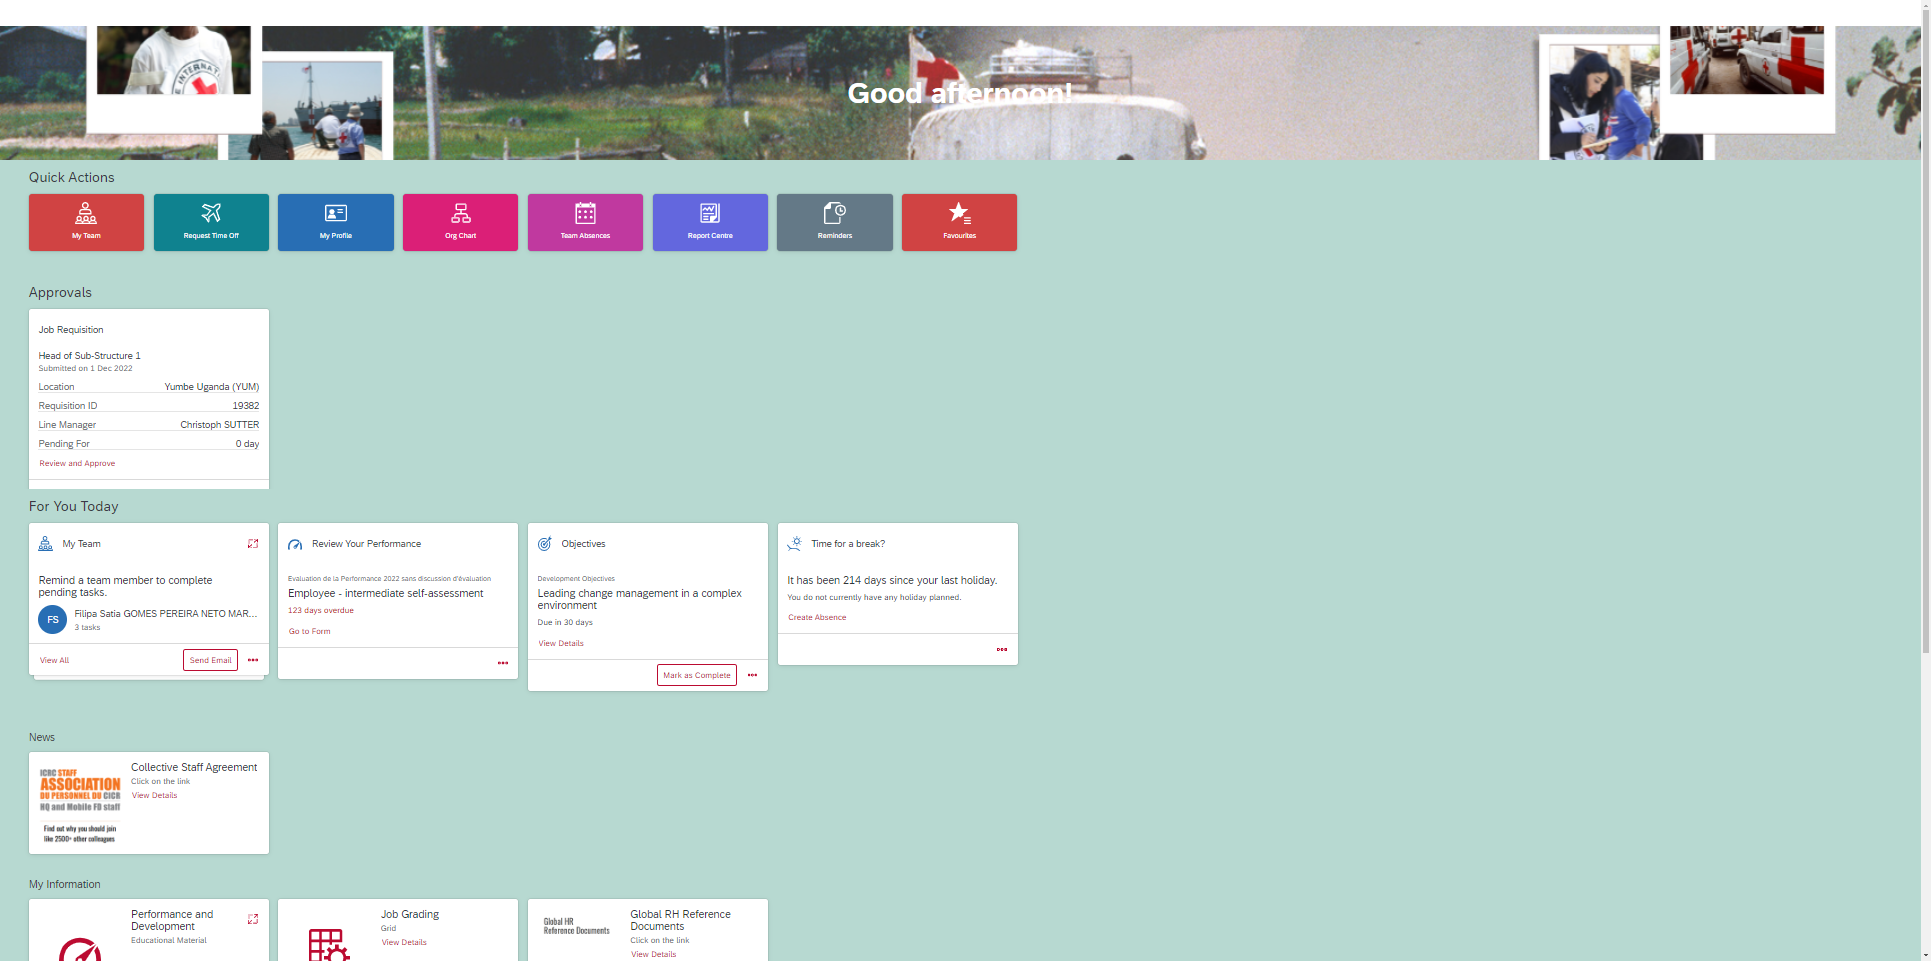 INTERNAT
Good afternoon!
Quick Actions
My Team
Request Time Off
My Profile
Org Chart
Team Absences
Report Centre
Reminders
Favourites
Approvals
Job Requisition
Head of Sub-Structure 1
Submitted on 1 Dec 2022
Location Yumbe Uganda (YUM)
Requisition ID 19382
Line Manager Christoph SUTTER
Pending For 0 day
Review and Approve
For You Today
My Team
Remind a team member to complete
pending tasks.
FS
Filipa Satia GOMES PEREIRA NETO MAR...
3 tasks
View All
Send Email
Review Your Performance
Evaluation de la Performance 2022 sans discussion d'évaluation
Employee - intermediate self-assessment
123 days overdue
Go to Form
Objectives
Development Objectives
Leading change management in a complex
environment
Due in 30 days
View Details
Mark as Complete
Time for a break?
It has been 214 days since your last holiday.
You do not currently have any holiday planned.
Create Absence
News
ICRC STAFF
ASSOCIATION
DU PERSONNEL DU CICR
HQ and Mobile FD staff
Find out why you should join
like 2500+ other colleagues
Collective Staff Agreement
Click on the link
View Details
My Information
Performance and
Development
Educational Material
Job Grading
Grid
View Details
Global HR
Reference Documents
Global RH Reference
Documents
Click on the link
View Details